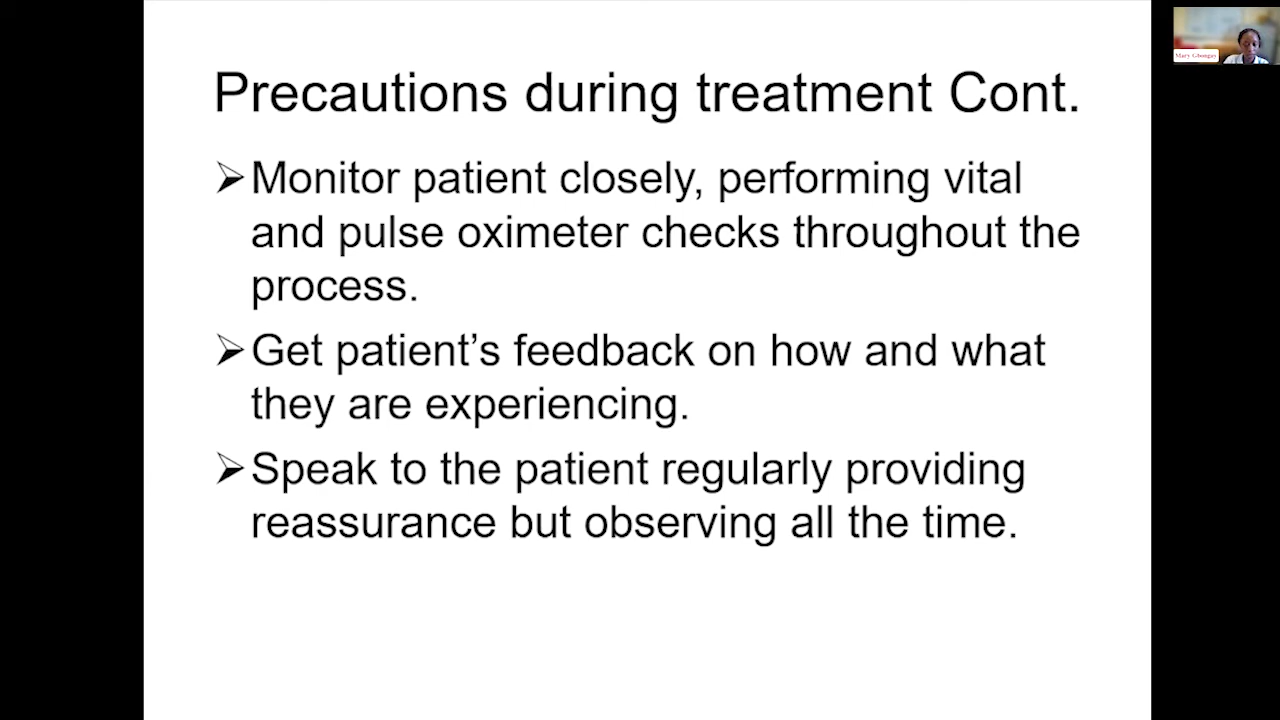 Precautions during treatment Cont.
Monitor patient closely, performing vital
and pulse oximeter checks throughout the
process.
Get patient’s feedback on how and what
they are experiencing.
Speak to the patient regularly providing
reassurance but observing all the time.
Mary